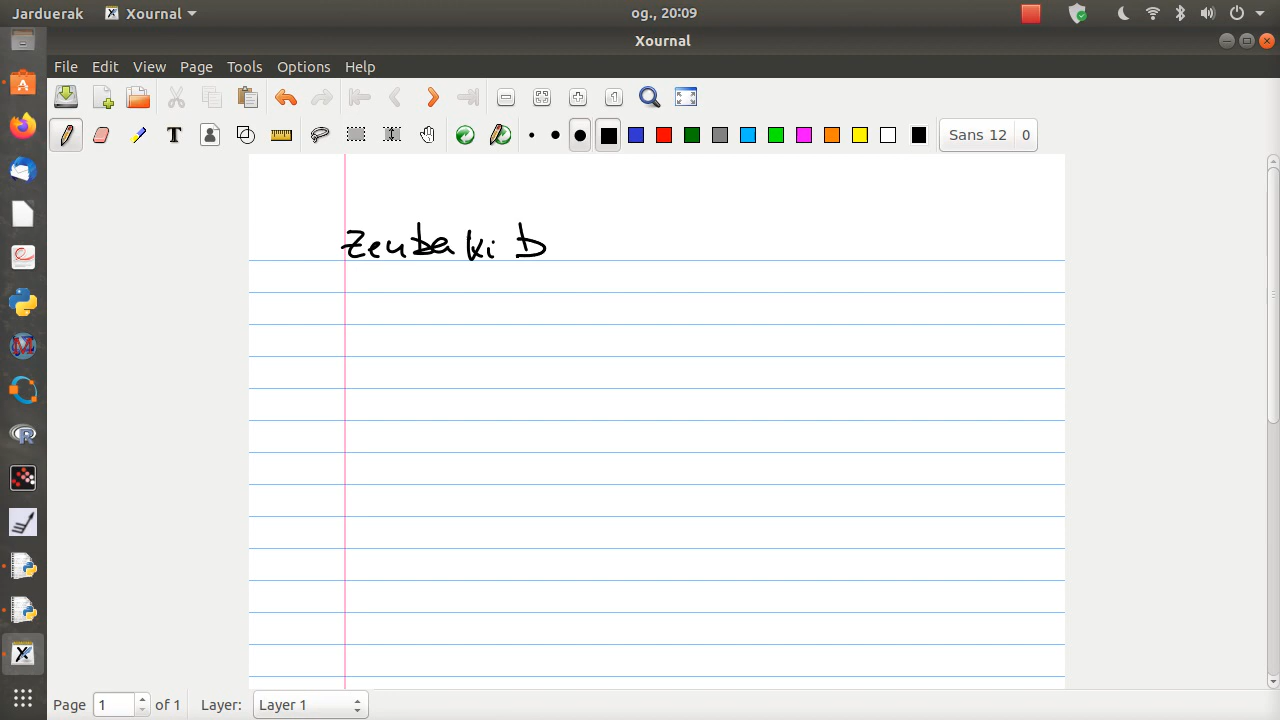 Jarduerak Xournal og., 20:09
Xournal
File Edit View Page Tools Options Help
Sans 12 0
Zenbaki b
Page 1 of 1 Layer: Layer 1